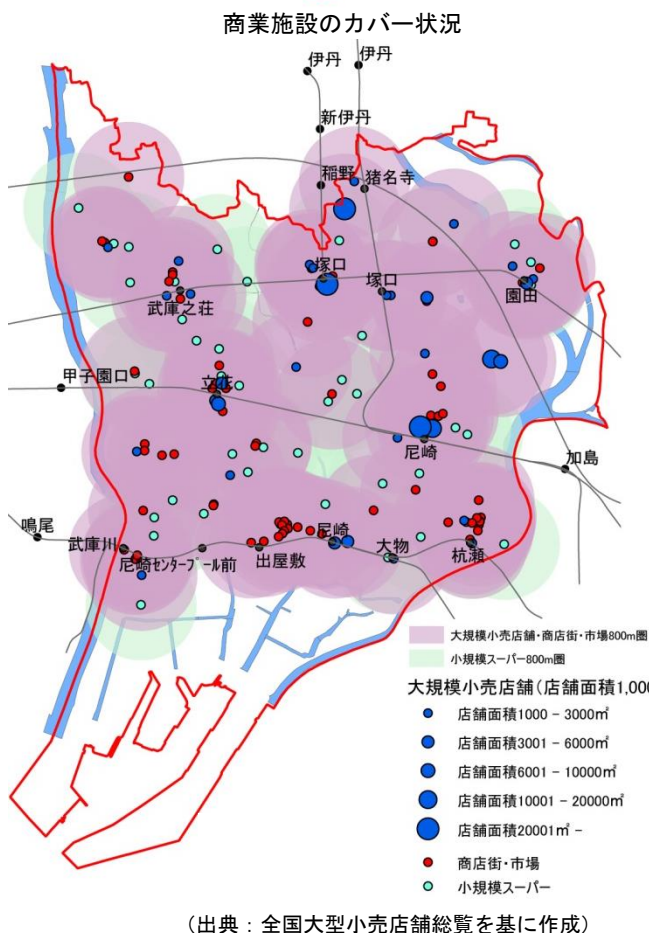 商業施設のカバー状況
伊丹
伊丹
新伊丹
稲野
猪名寺
塚口
塚口
園田
武庫之荘
甲子園口
立花
尼崎
加島
鳴尾
武庫川
尼崎センタープール前
出屋敷
尼崎
大物
杭瀬
大規模小売店舗・商店街・市場800m圏
小規模スーパー800m圏
大規模小売店舗(店舗面積1,00
店舗面積1000 - 3000㎡
店舗面積3001 - 6000㎡
店舗面積6001 - 10000㎡
店舗面積10001 - 20000㎡
店舗面積20001㎡ -
商店街・市場
小規模スーパー
(出典：全国大型小売店舗総覧を基に作成)